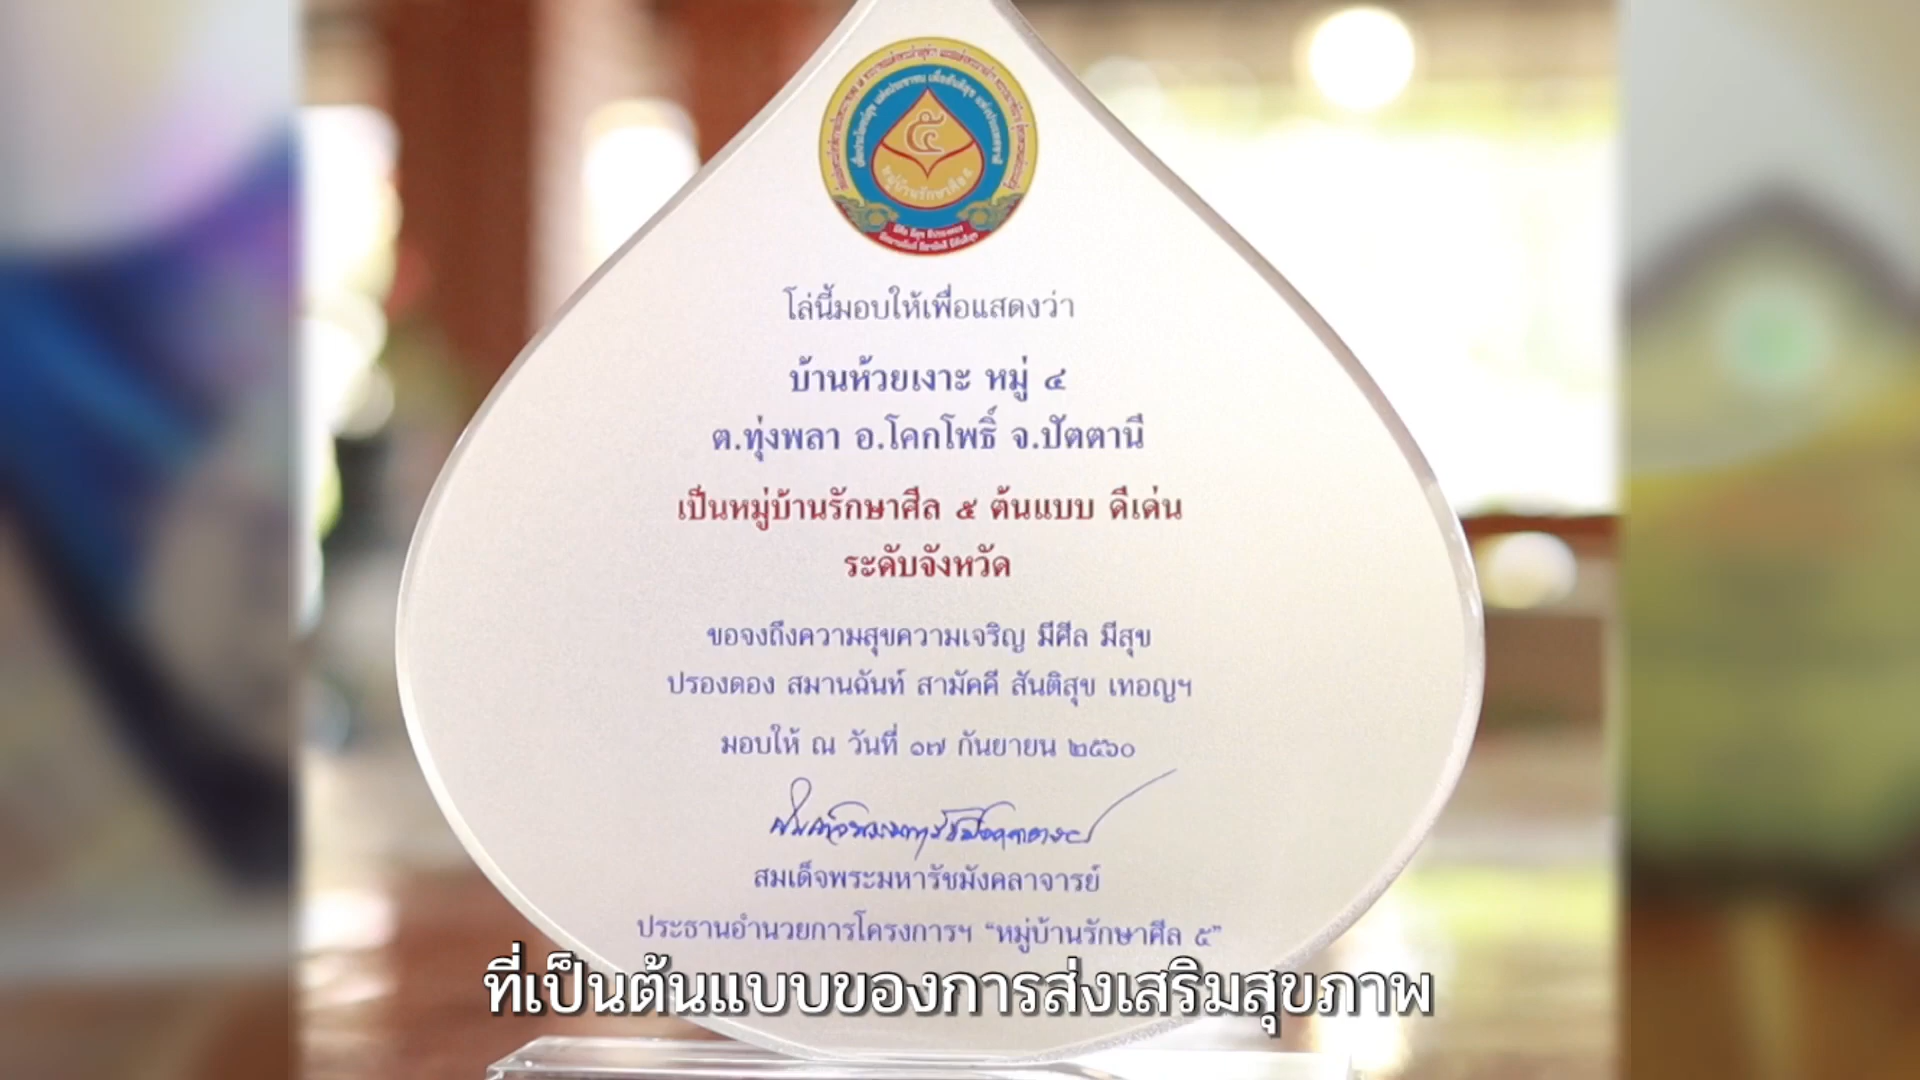 หมู่บ้านรักษาศีล ๕
โล่นี้มอบให้เพื่อแสดงว่า
บ้านห้วยเงาะ หมู่ ๔
ต.ทุ่งพลา อ.โคกโพธิ์ จ.ปัตตานี
เป็นหมู่บ้านรักษาศีล ๕ ต้นแบบ ดีเด่น
ระดับจังหวัด
ขอจงถึงความสุขความเจริญ มีศีล มีสุข
ปรองดอง สมานฉันท์ สามัคคี สันติสุข เทอญฯ
มอบให้ ณ วันที่ ๑๗ กันยายน ๒๕๖๐
สมเด็จพระมหารัชมังคลาจารย์
ประธานอำนวยการโครงการฯ “หมู่บ้านรักษาศีล ๕”
ที่เป็นต้นแบบของการส่งเสริมสุขภาพ